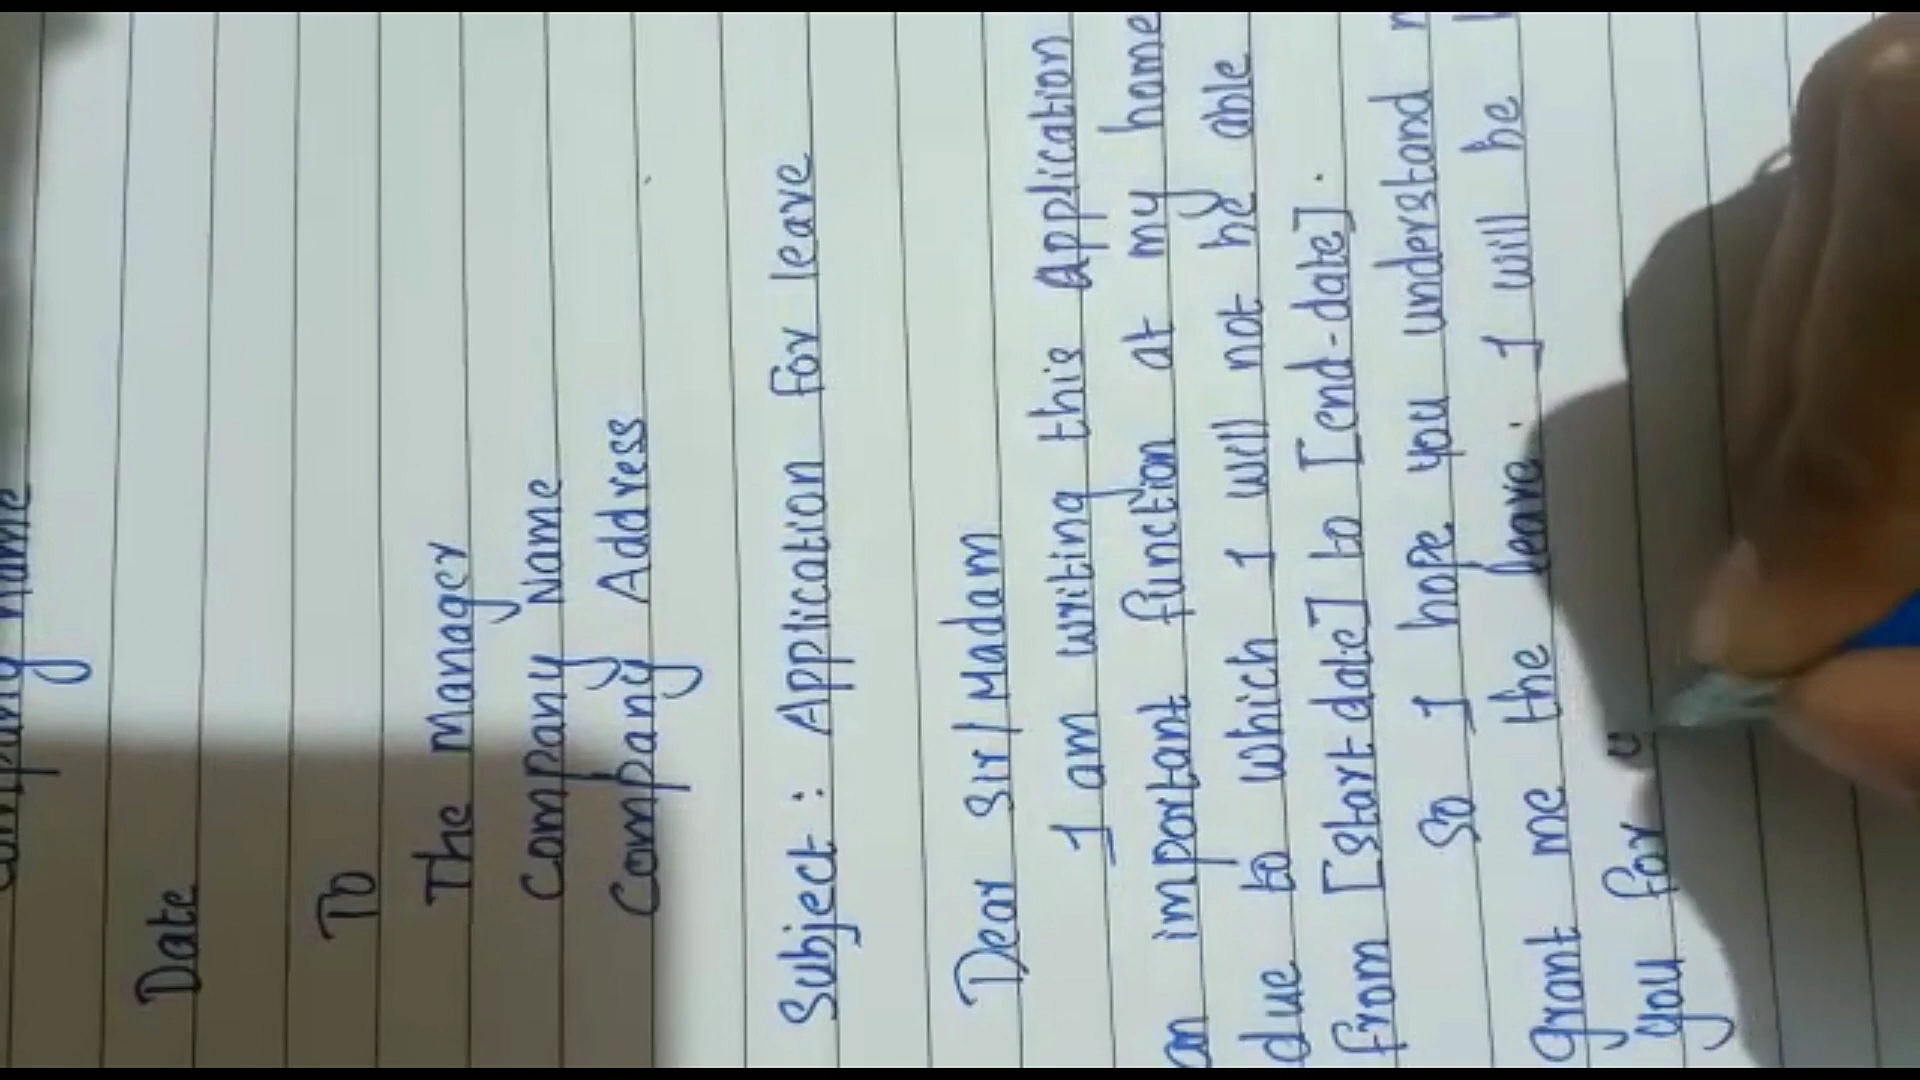 Company name
Date
To
The Manager
Company Name
Company Address
Subject: Application for leave
Dear Sir/Madam
I am writing this application
an important function at my home
due to which I will not be able
from [start date] to [end-date].
So I hope you understand
grant me the leave. I will be
you for